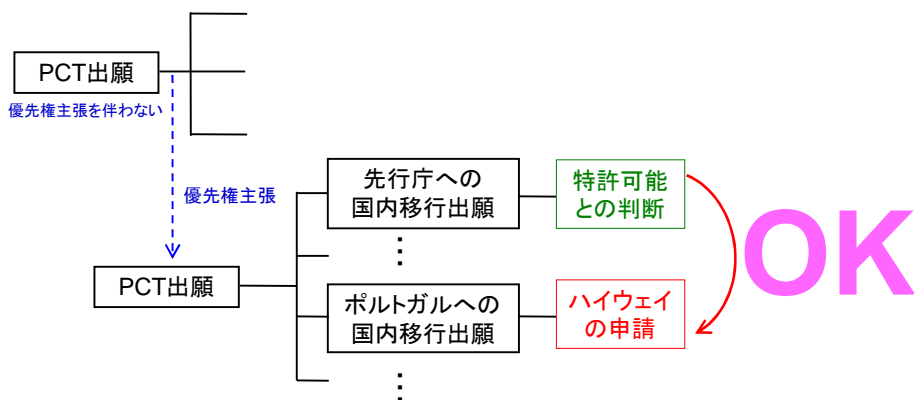 PCT出願
優先権主張を伴わない
優先権主張
PCT出願
先行庁への
国内移行出願
特許可能
との判断
OK
⋮
ポルトガルへの
国内移行出願
ハイウェイ
の申請
⋮